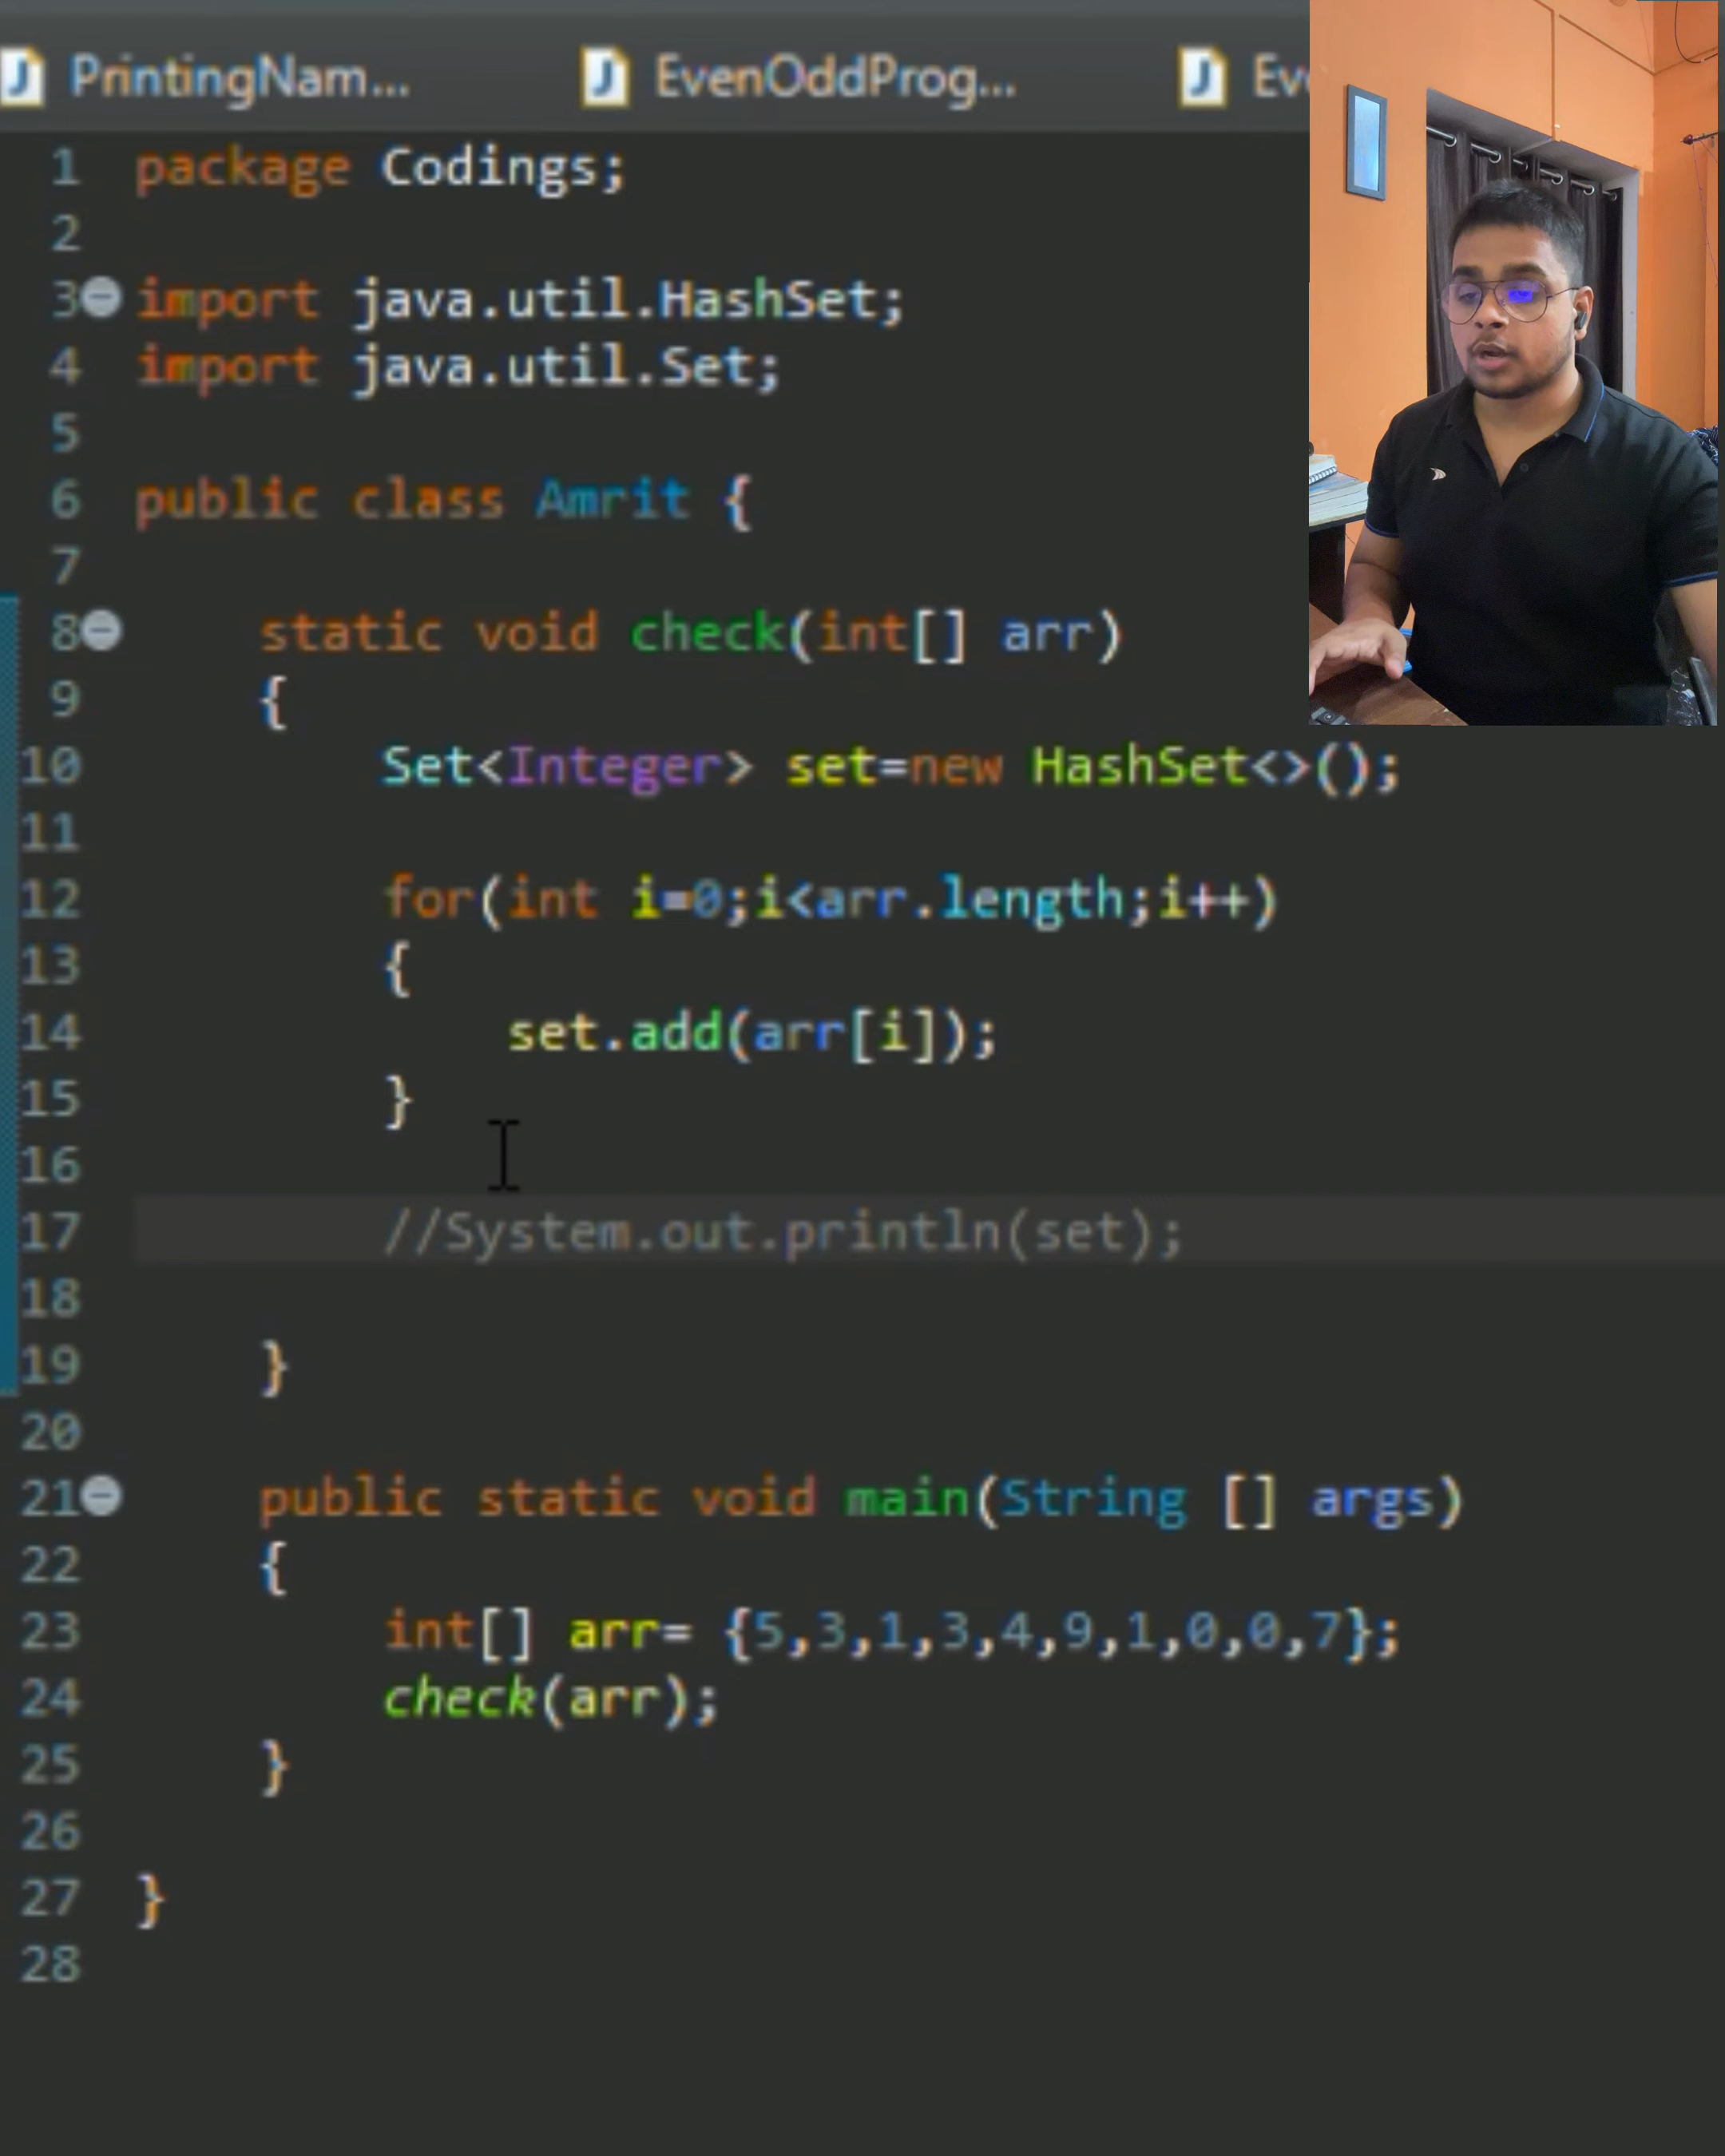 PrintingNam...
EvenOddProg...
Ev
1 package Codings;
2
3 import java.util.HashSet;
4 import java.util.Set;
5
6 public class Amrit {
7
8 static void check(int[] arr)
9 {
10 Set<Integer> set=new HashSet<>();
11
12 for(int i=0;i<arr.length;i++)
13 {
14 set.add(arr[i]);
15 }
16
17 //System.out.println(set);
18
19 }
20
21 public static void main(String [] args)
22 {
23 int[] arr= {5,3,1,3,4,9,1,0,0,7};
24 check(arr);
25 }
26
27 }
28